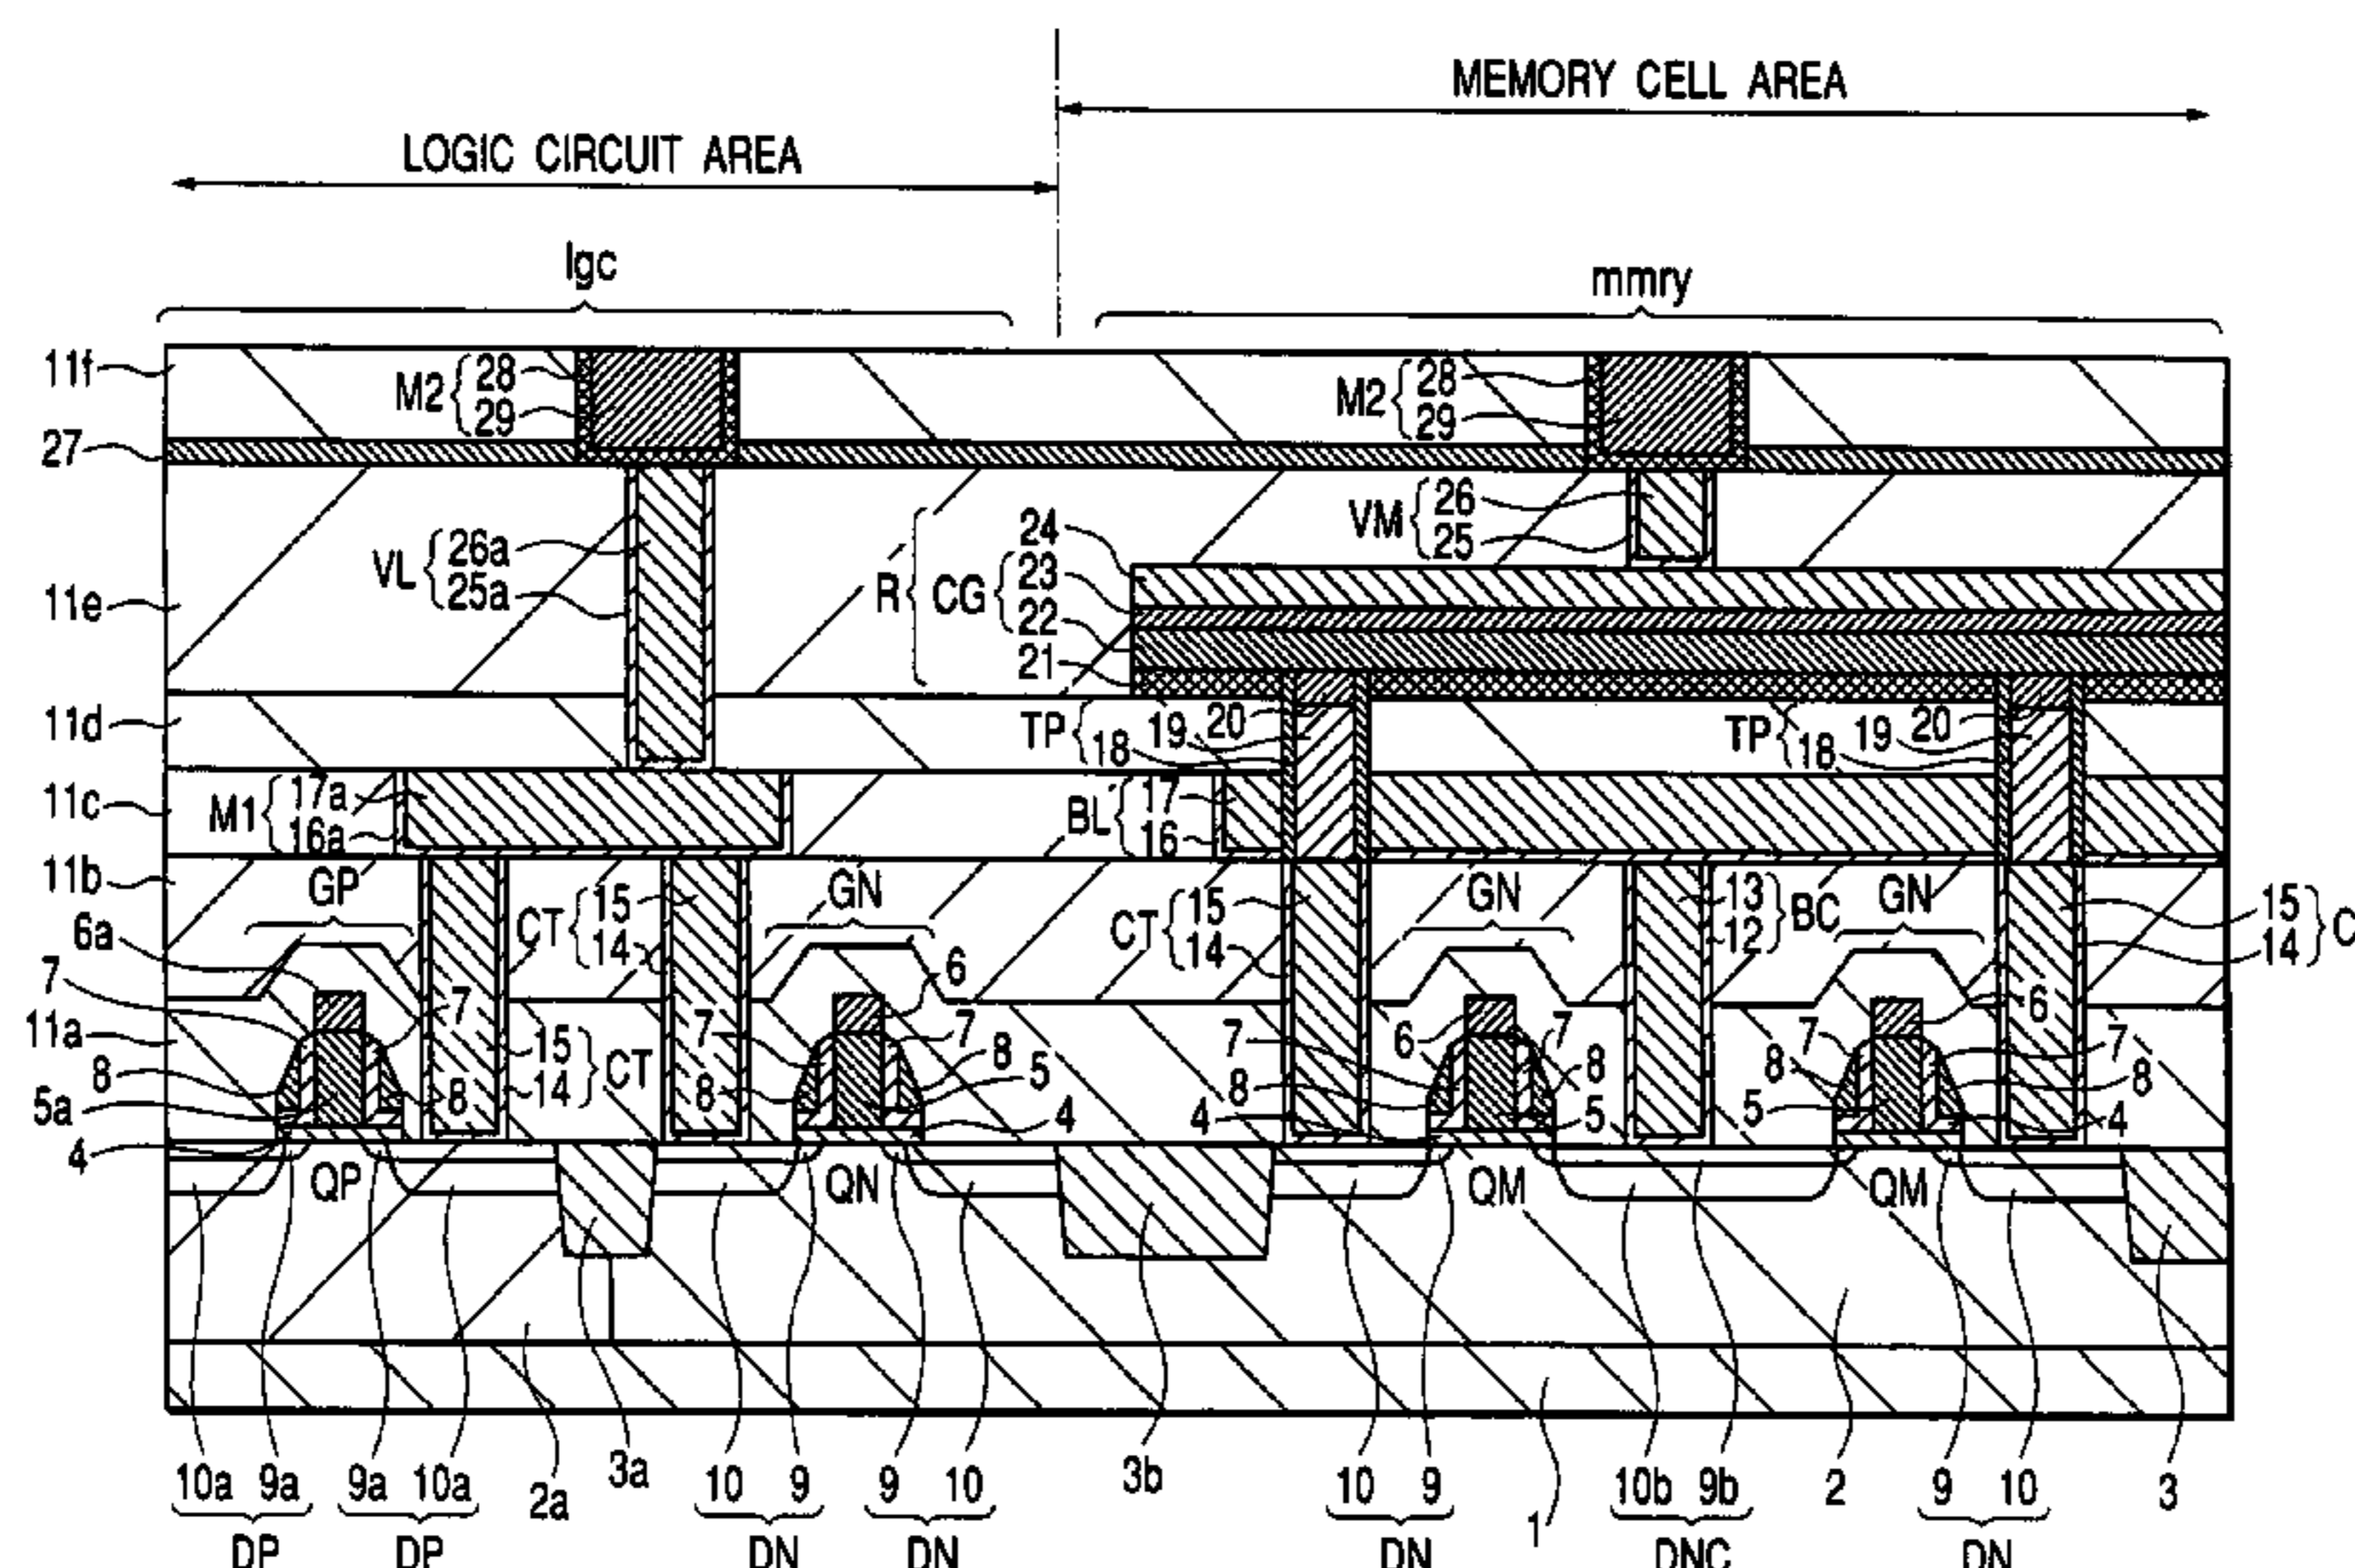 MEMORY CELL AREA
LOGIC CIRCUIT AREA
lgc
mmry
11f
M2 { 28
29
M2 { 28
29
27
VL { 26a
25a
R { CG { 24
23
22
21
VM { 26
25
11e
11d
TP { 18 19 20
TP { 18 19 20
11c
M1 { 17a
16a
BL { 17
16
11b
GP
CT { 15
14
GN
CT { 15
14
GN
13
12 } BC
GN
15
14 } C
6a
7
7
11a
8
5a
8
4
15
14 } CT
7
6
7
8
8
5
4
7
6
7
8
8
4
5
7
6
7
8
8
5
4
QP
QN
QM
QM
10a 9a
DP
9a 10a
DP
2a
3a
10 9
DN
9 10
DN
3b
10 9
DN
1
10b 9b
DNC
2
9 10
DN
3